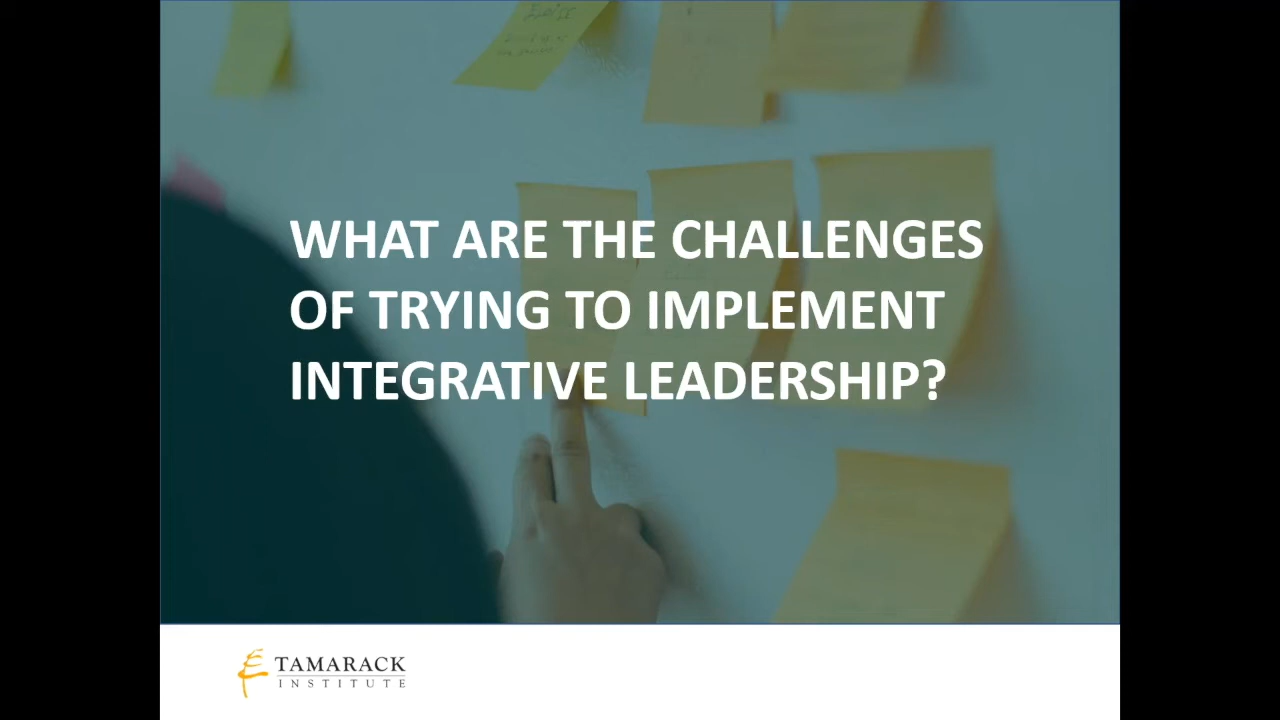 WHAT ARE THE CHALLENGES
OF TRYING TO IMPLEMENT
INTEGRATIVE LEADERSHIP?
TAMARACK
INSTITUTE